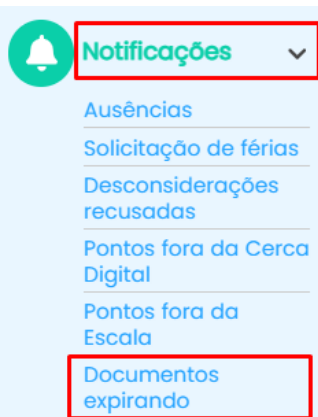 Notificações
Ausências
Solicitação de férias
Desconsiderações
recusadas
Pontos fora da Cerca
Digital
Pontos fora da
Escala
Documentos
expirando